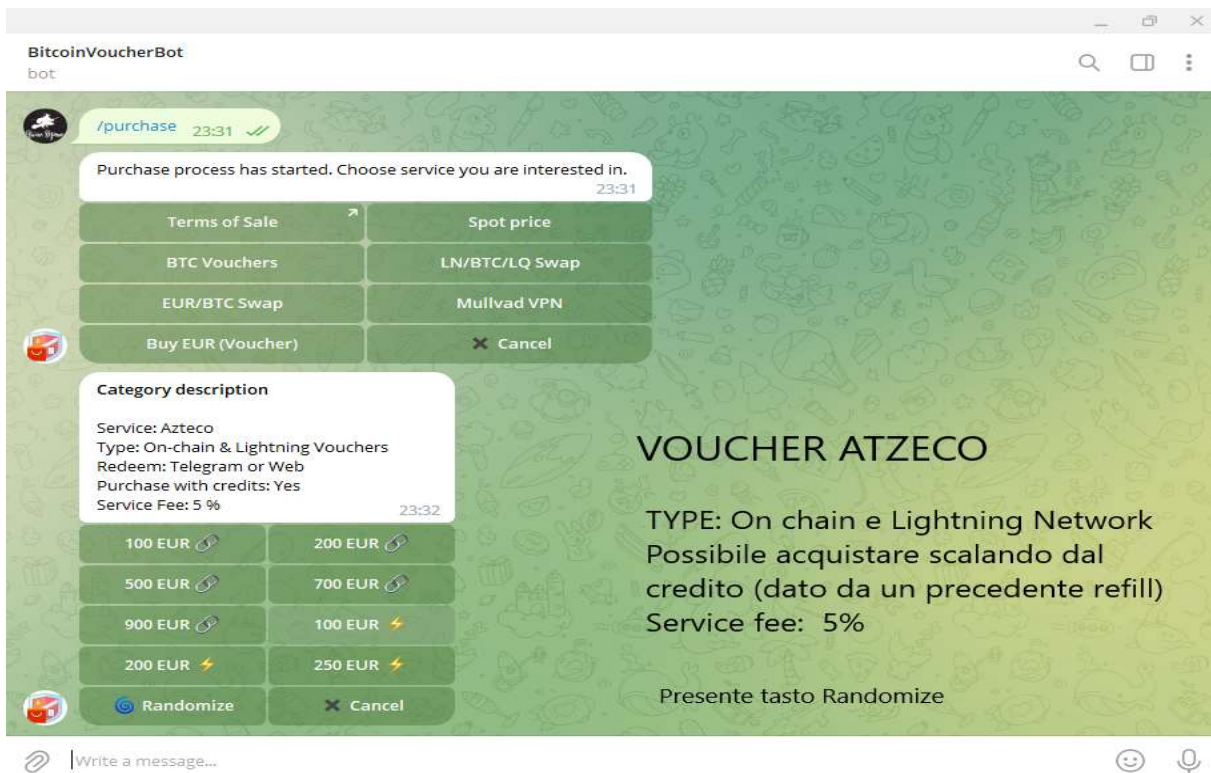 BitcoinVoucherBot
bot
/purchase 23:31
Purchase process has started. Choose service you are interested in.
23:31
Terms of Sale
Spot price
BTC Vouchers
LN/BTC/LQ Swap
EUR/BTC Swap
Mullvad VPN
Buy EUR (Voucher)
✖ Cancel
Category description
Service: Azteco
Type: On-chain & Lightning Vouchers
Redeem: Telegram or Web
Purchase with credits: Yes
Service Fee: 5 %
23:32
100 EUR 🔗
200 EUR 🔗
500 EUR 🔗
700 EUR 🔗
900 EUR 🔗
100 EUR ⚡
200 EUR ⚡
250 EUR ⚡
🌀 Randomize
✖ Cancel
VOUCHER ATZECO
TYPE: On chain e Lightning Network
Possibile acquistare scalando dal
credito (dato da un precedente refill)
Service fee: 5%
Presente tasto Randomize
Write a message...